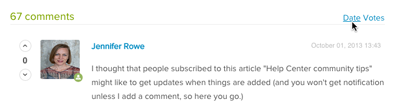 67 comments
Date Votes
Jennifer Rowe
October 01, 2013 13:43
0
I thought that people subscribed to this article "Help Center community tips"
might like to get updates when things are added (and you won't get notification
unless I add a comment, so here you go.)